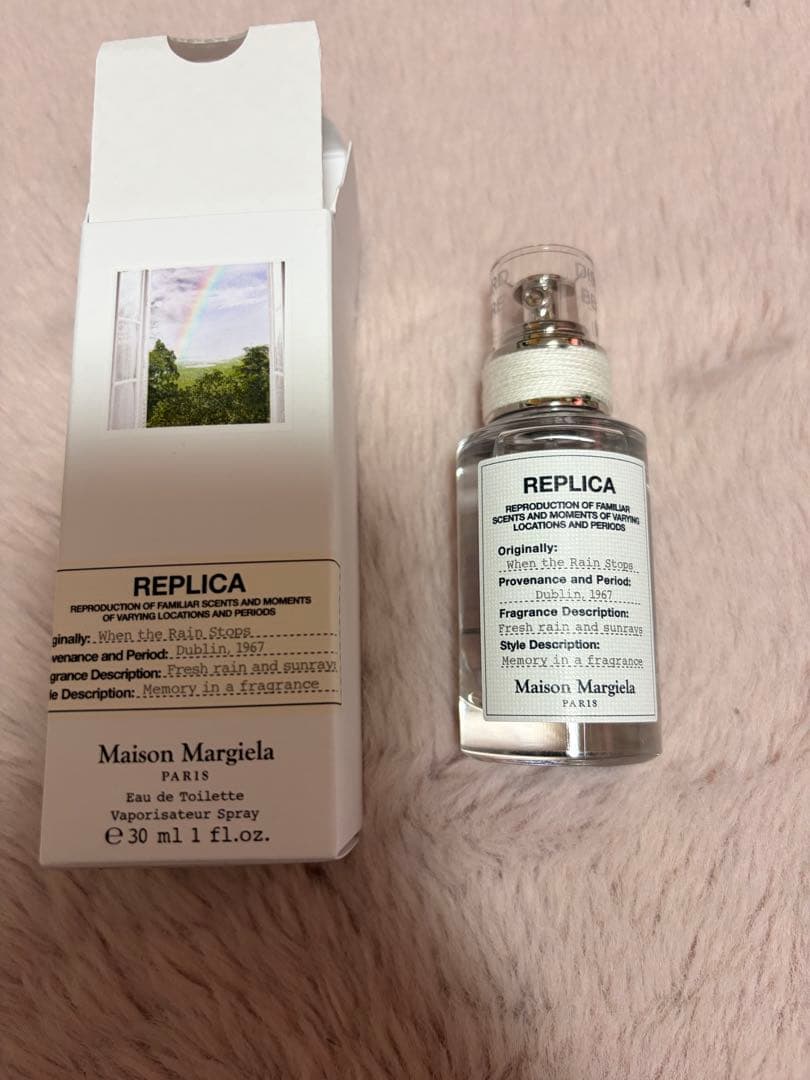 REPLICA
REPRODUCTION OF FAMILIAR SCENTS AND MOMENTS
OF VARYING LOCATIONS AND PERIODS
ginally: When the Rain Stops
venance and Period: Dublin, 1967
grance Description: Fresh rain and sunray
le Description: Memory in a fragrance
Maison Margiela
PARIS
Eau de Toilette
Vaporisateur Spray
℮ 30 ml 1 fl.oz.
REPLICA
REPRODUCTION OF FAMILIAR
SCENTS AND MOMENTS OF VARYING
LOCATIONS AND PERIODS
Originally:
When the Rain Stops
Provenance and Period:
Dublin, 1967
Fragrance Description:
Fresh rain and sunrays
Style Description:
Memory in a fragrance
Maison Margiela
PARIS